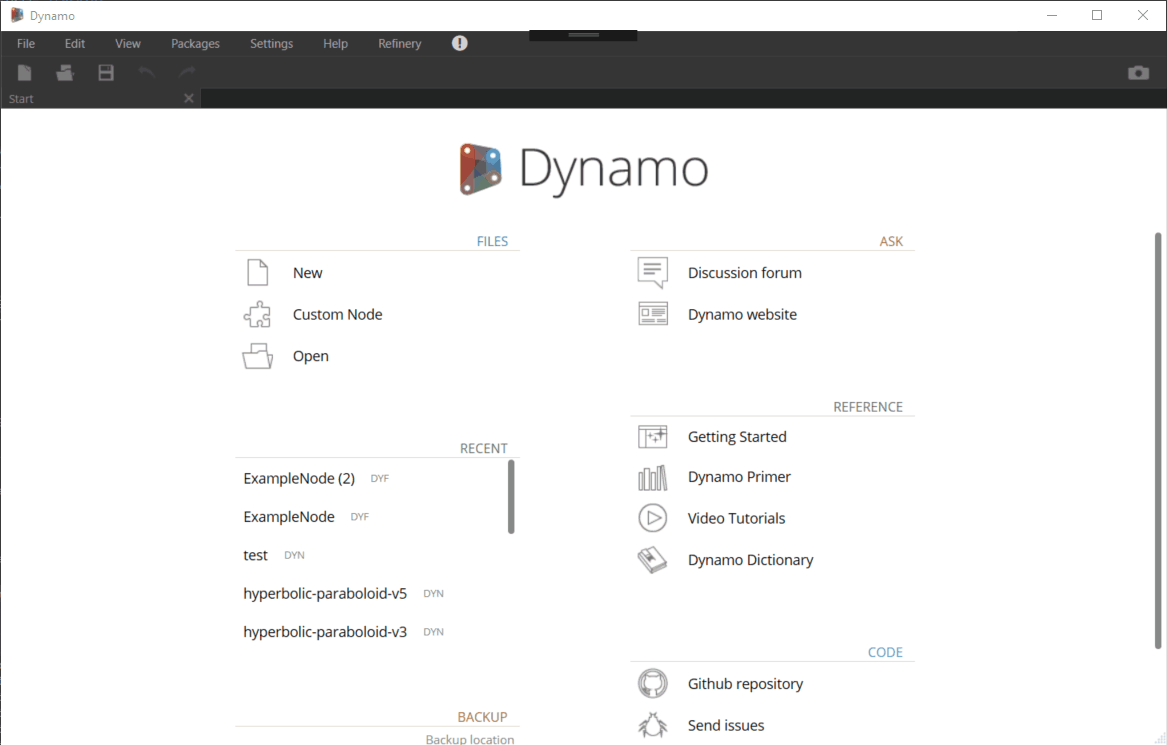 Dynamo
File Edit View Packages Settings Help Refinery
Start
Dynamo
FILES
New
Custom Node
Open
RECENT
ExampleNode (2) DYF
ExampleNode DYF
test DYN
hyperbolic-paraboloid-v5 DYN
hyperbolic-paraboloid-v3 DYN
BACKUP
Backup location
ASK
Discussion forum
Dynamo website
REFERENCE
Getting Started
Dynamo Primer
Video Tutorials
Dynamo Dictionary
CODE
Github repository
Send issues